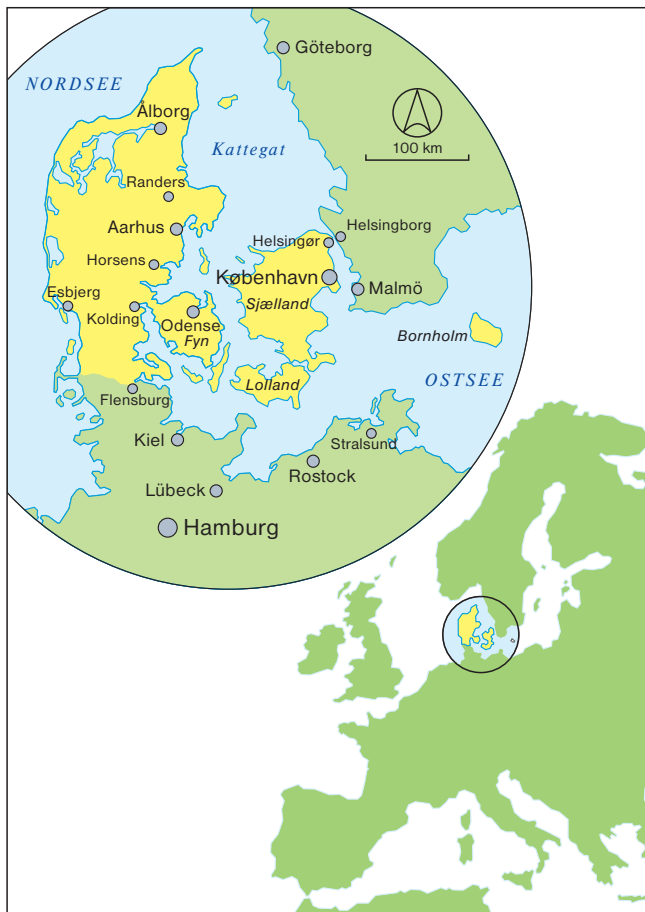 Göteborg
NORDSEE
Ålborg
Kattegat
100 km
Randers
Aarhus
Helsingborg
Helsingør
Horsens
København
Malmö
Esbjerg
Sjælland
Kolding
Odense
Fyn
Bornholm
Lolland
OSTSEE
Flensburg
Kiel
Stralsund
Rostock
Lübeck
Hamburg